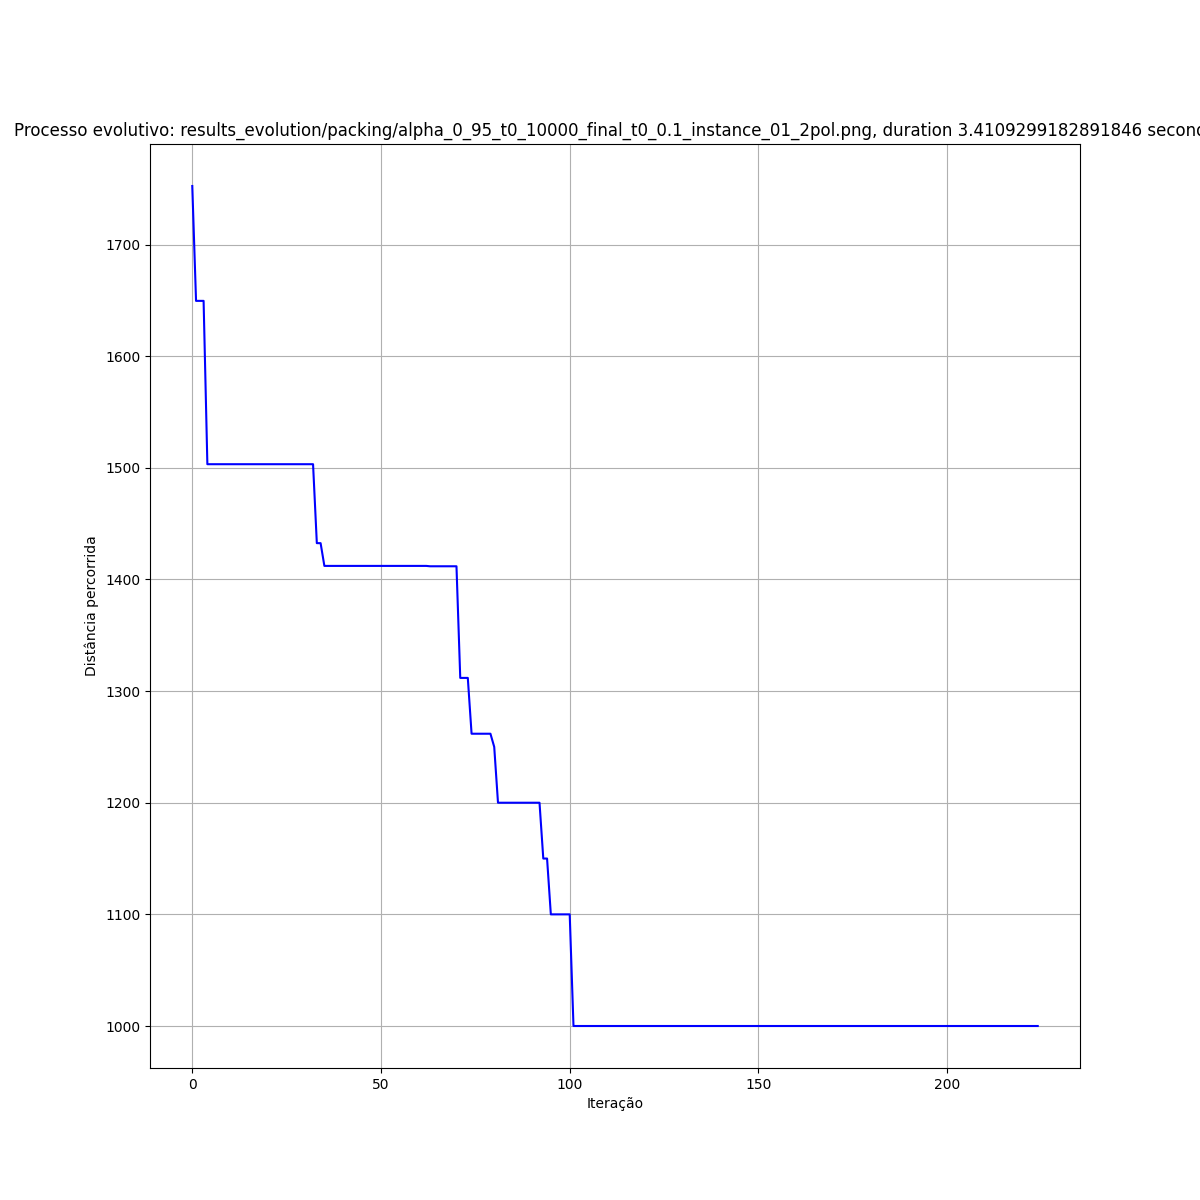 Processo evolutivo: results_evolution/packing/alpha_0_95_t0_10000_final_t0_0.1_instance_01_2pol.png, duration 3.4109299182891846 secon
Distância percorrida
1700
1600
1500
1400
1300
1200
1100
1000
0 50 100 150 200
Iteração